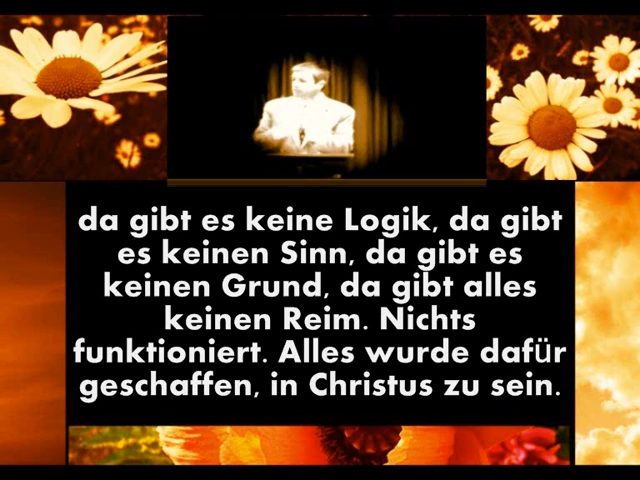 da gibt es keine Logik, da gibt
es keinen Sinn, da gibt es
keinen Grund, da gibt alles
keinen Reim. Nichts
funktioniert. Alles wurde dafür
geschaffen, in Christus zu sein.